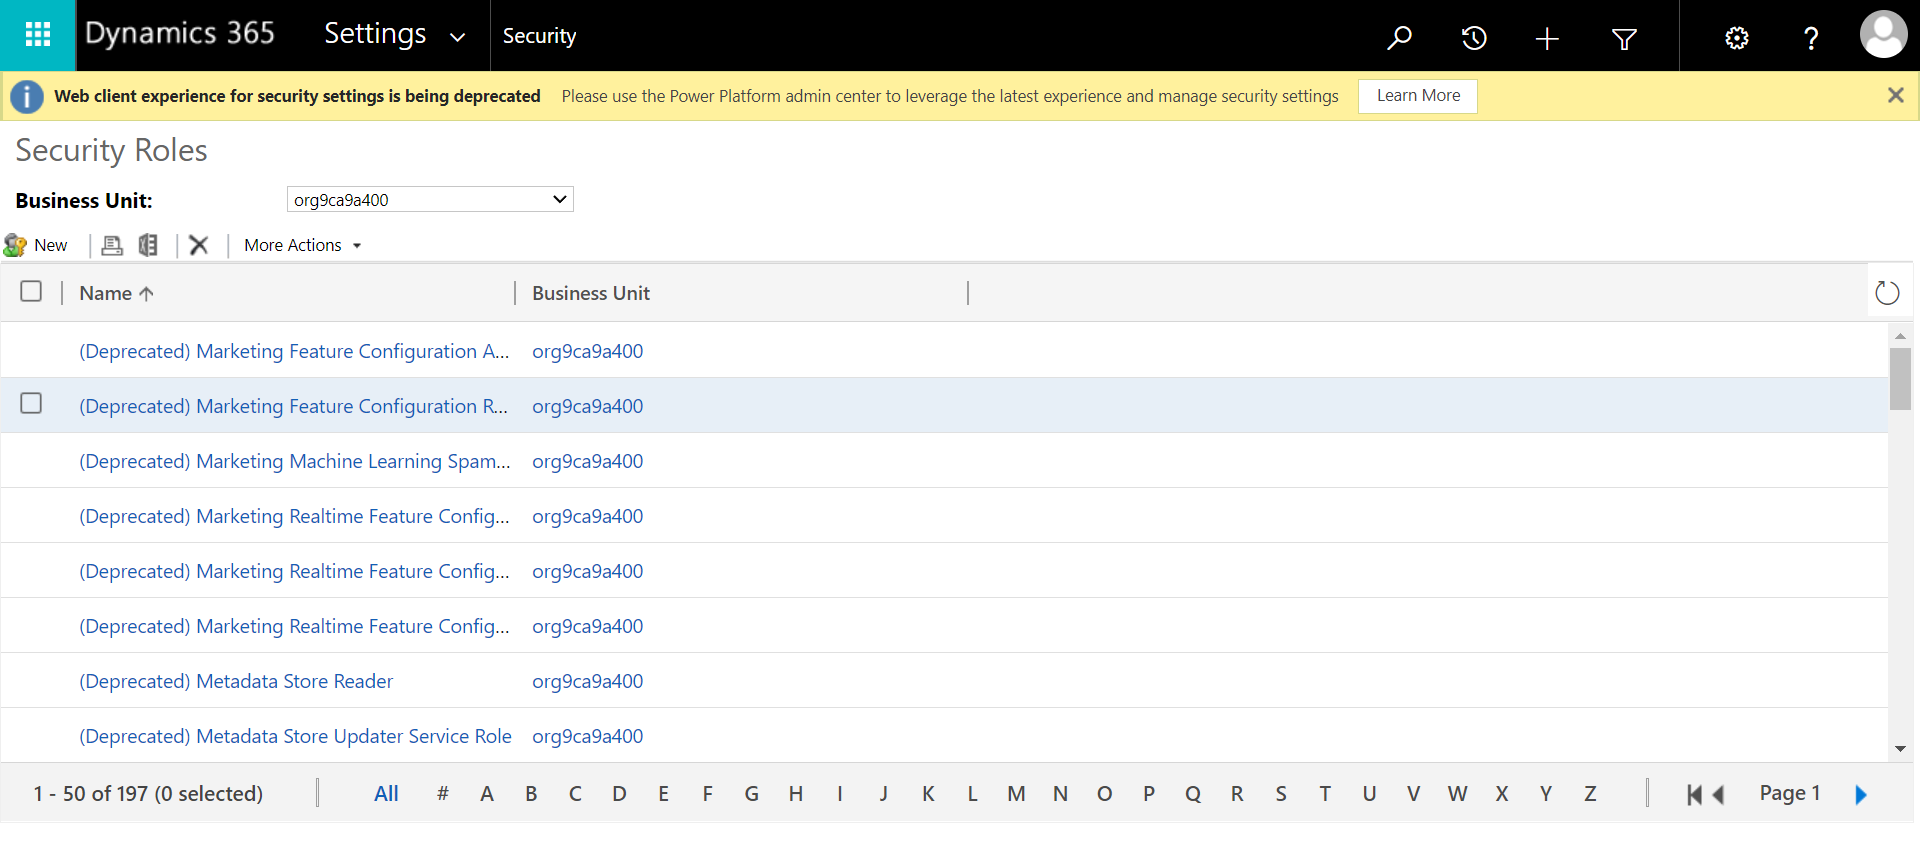 Dynamics 365 Settings Security
Web client experience for security settings is being deprecated Please use the Power Platform admin center to leverage the latest experience and manage security settings Learn More
Security Roles
Business Unit: org9ca9a400
New More Actions
Name Business Unit
(Deprecated) Marketing Feature Configuration A... org9ca9a400
(Deprecated) Marketing Feature Configuration R... org9ca9a400
(Deprecated) Marketing Machine Learning Spam... org9ca9a400
(Deprecated) Marketing Realtime Feature Config... org9ca9a400
(Deprecated) Marketing Realtime Feature Config... org9ca9a400
(Deprecated) Marketing Realtime Feature Config... org9ca9a400
(Deprecated) Metadata Store Reader org9ca9a400
(Deprecated) Metadata Store Updater Service Role org9ca9a400
1 - 50 of 197 (0 selected) All # A B C D E F G H I J K L M N O P Q R S T U V W X Y Z Page 1